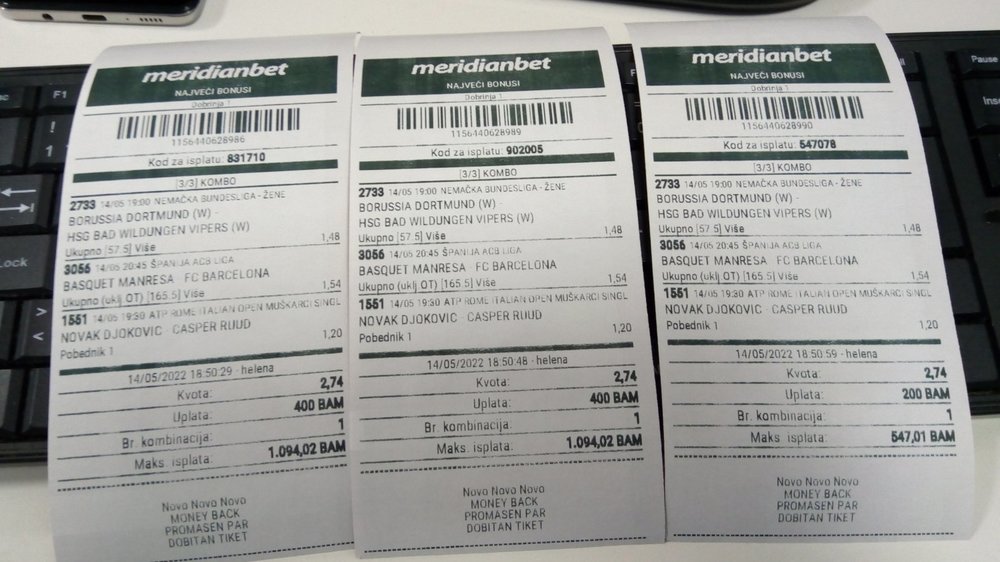 meridianbet
NAJVEĆI BONUSI
Dobrinja 1
1156440628986
Kod za isplatu: 831710
[3/3] KOMBO
2733 14/05 19:00 NEMAČKA BUNDESLIGA - ŽENE
BORUSSIA DORTMUND (W) -
HSG BAD WILDUNGEN VIPERS (W)
Ukupno [57.5] Više 1,48
3056 14/05 20:45 ŠPANIJA ACB LIGA
BASQUET MANRESA FC BARCELONA
Ukupno (uklj.OT) [165.5] Više 1,54
1551 14/05 19:30 ATP ROME ITALIAN OPEN MUŠKARCI SINGL
NOVAK DJOKOVIC - CASPER RUUD
Pobednik 1 1,20
14/05/2022 18:50:29 - helena
Kvota: 2,74
Uplata: 400 BAM
Br. kombinacija: 1
Maks. isplata: 1.094,02 BAM
Novo Novo Novo
MONEY BACK
PROMASEN PAR
DOBITAN TIKET
meridianbet
NAJVEĆI BONUSI
Dobrinja 1
1156440628989
Kod za isplatu: 902005
[3/3] KOMBO
2733 14/05 19:00 NEMAČKA BUNDESLIGA - ŽENE
BORUSSIA DORTMUND (W) -
HSG BAD WILDUNGEN VIPERS (W)
Ukupno [57.5] Više 1,48
3056 14/05 20:45 ŠPANIJA ACB LIGA
BASQUET MANRESA FC BARCELONA
Ukupno (uklj.OT) [165.5] Više 1,54
1551 14/05 19:30 ATP ROME ITALIAN OPEN MUŠKARCI SINGL
NOVAK DJOKOVIC - CASPER RUUD
Pobednik 1 1,20
14/05/2022 18:50:48 - helena
Kvota: 2,74
Uplata: 400 BAM
Br. kombinacija: 1
Maks. isplata: 1.094,02 BAM
Novo Novo Novo
MONEY BACK
PROMASEN PAR
DOBITAN TIKET
meridianbet
NAJVEĆI BONUSI
Dobrinja 1
1156440628990
Kod za isplatu: 547078
[3/3] KOMBO
2733 14/05 19:00 NEMAČKA BUNDESLIGA - ŽENE
BORUSSIA DORTMUND (W) -
HSG BAD WILDUNGEN VIPERS (W)
Ukupno [57.5] Više 1,48
3056 14/05 20:45 ŠPANIJA ACB LIGA
BASQUET MANRESA - FC BARCELONA
Ukupno (uklj.OT) [165.5] Više 1,54
1551 14/05 19:30 ATP ROME ITALIAN OPEN MUŠKARCI SINGL
NOVAK DJOKOVIC - CASPER RUUD
Pobednik 1 1,20
14/05/2022 18:50:59 - helena
Kvota: 2,74
Uplata: 200 BAM
Br. kombinacija: 1
Maks. isplata: 547,01 BAM
Novo Novo Novo
MONEY BACK
PROMASEN PAR
DOBITAN TIKET
F1
!
1
Lock
>
<
Pause